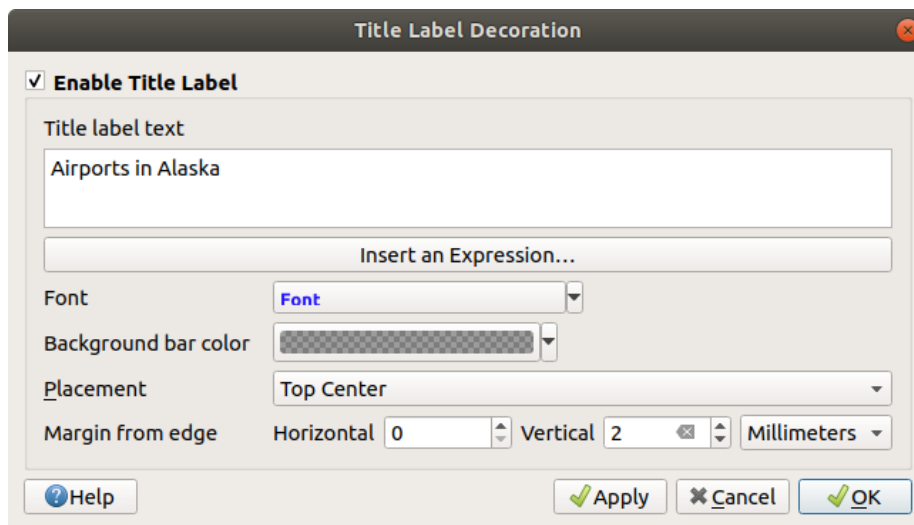 Title Label Decoration
Enable Title Label
Title label text
Airports in Alaska
Insert an Expression...
Font Font
Background bar color
Placement Top Center
Margin from edge Horizontal 0 Vertical 2 Millimeters
Help Apply Cancel OK